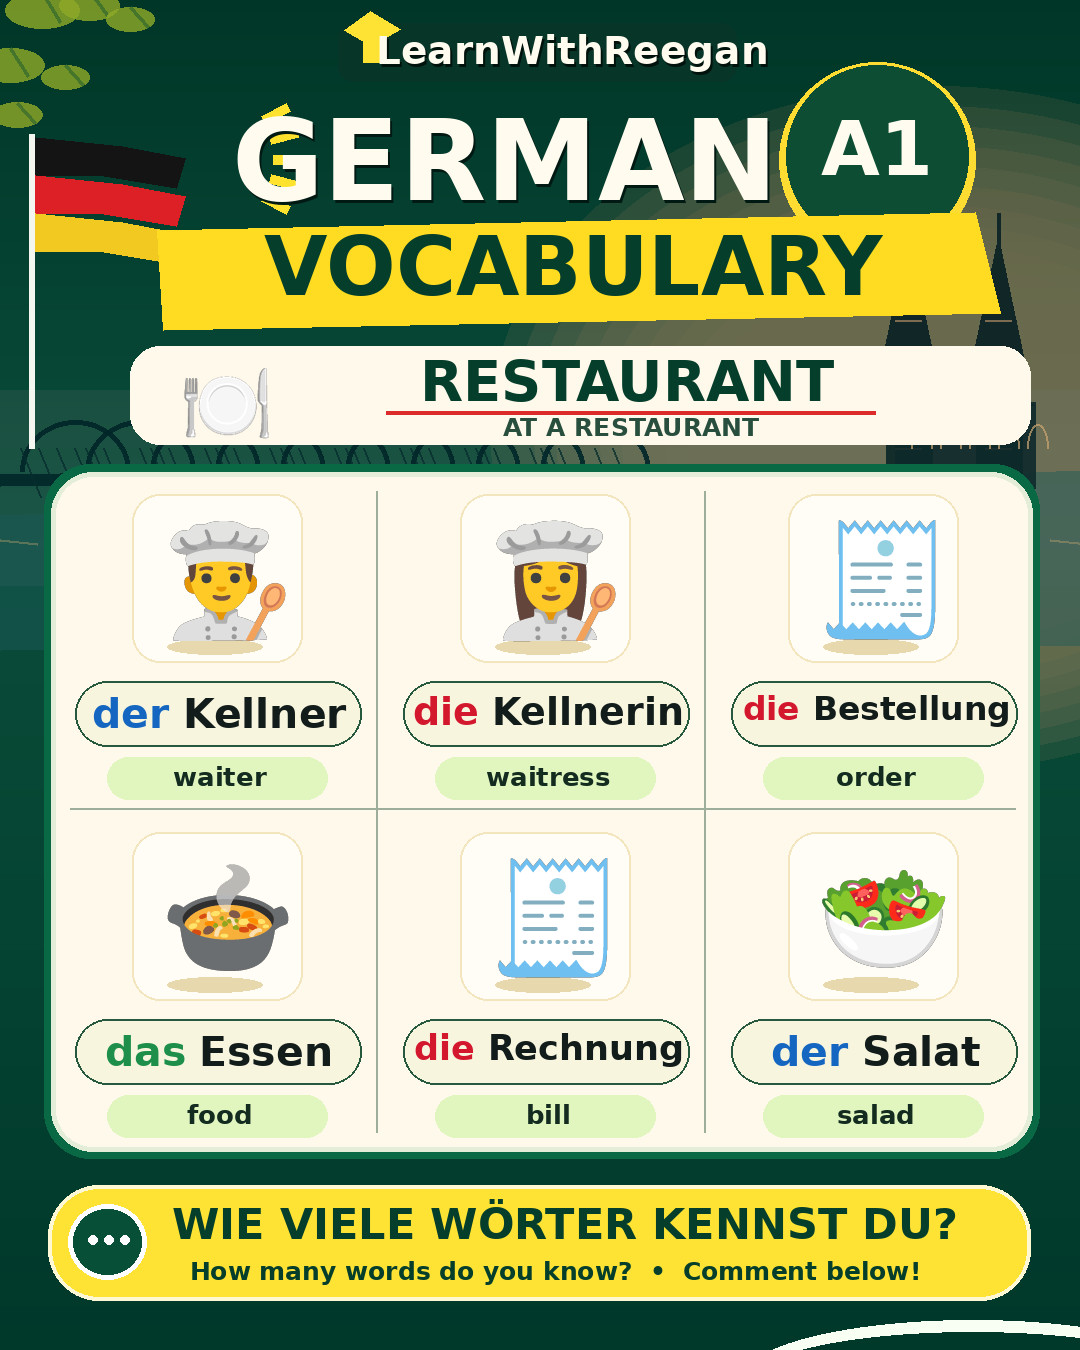 LearnWithReegan
GERMAN
A1
VOCABULARY
RESTAURANT
AT A RESTAURANT
der Kellner
waiter
die Kellnerin
waitress
die Bestellung
order
das Essen
food
die Rechnung
bill
der Salat
salad
WIE VIELE WÖRTER KENNST DU?
How many words do you know? • Comment below!